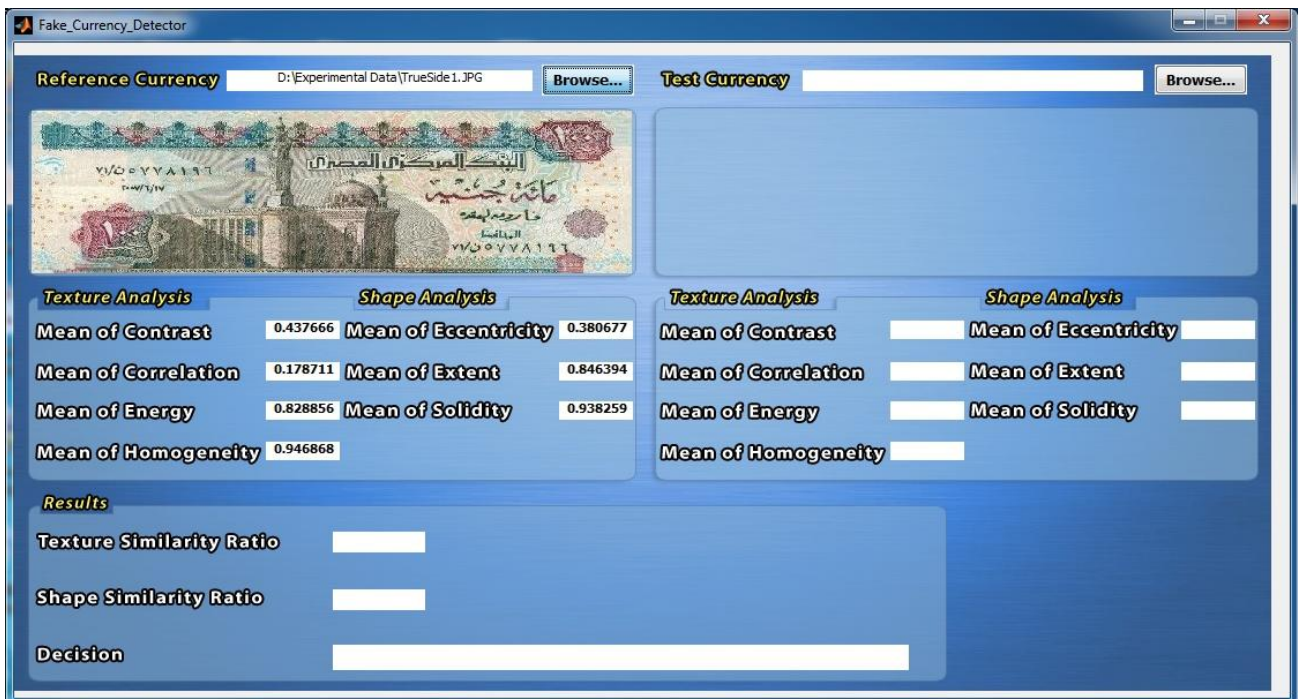 Fake_Currency_Detector
Reference Currency D:\Experimental Data\TrueSide1.JPG Browse...
Test Currency Browse...
١٠٠
البنك المركزى المصرى
مائة جنيه
١٠٠
Texture Analysis Shape Analysis
Mean of Contrast 0.437666 Mean of Eccentricity 0.380677
Mean of Correlation 0.178711 Mean of Extent 0.846394
Mean of Energy 0.828856 Mean of Solidity 0.938259
Mean of Homogeneity 0.946868
Texture Analysis Shape Analysis
Mean of Contrast Mean of Eccentricity
Mean of Correlation Mean of Extent
Mean of Energy Mean of Solidity
Mean of Homogeneity
Results
Texture Similarity Ratio
Shape Similarity Ratio
Decision